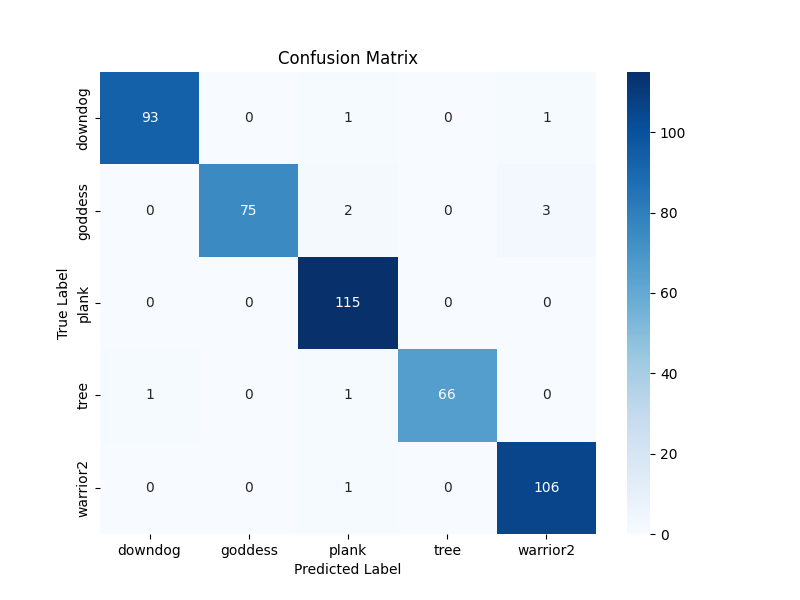 Confusion Matrix
True Label
downdog 93 0 1 0 1
goddess 0 75 2 0 3
plank 0 0 115 0 0
tree 1 0 1 66 0
warrior2 0 0 1 0 106
downdog goddess plank tree warrior2
Predicted Label
100
80
60
40
20
0